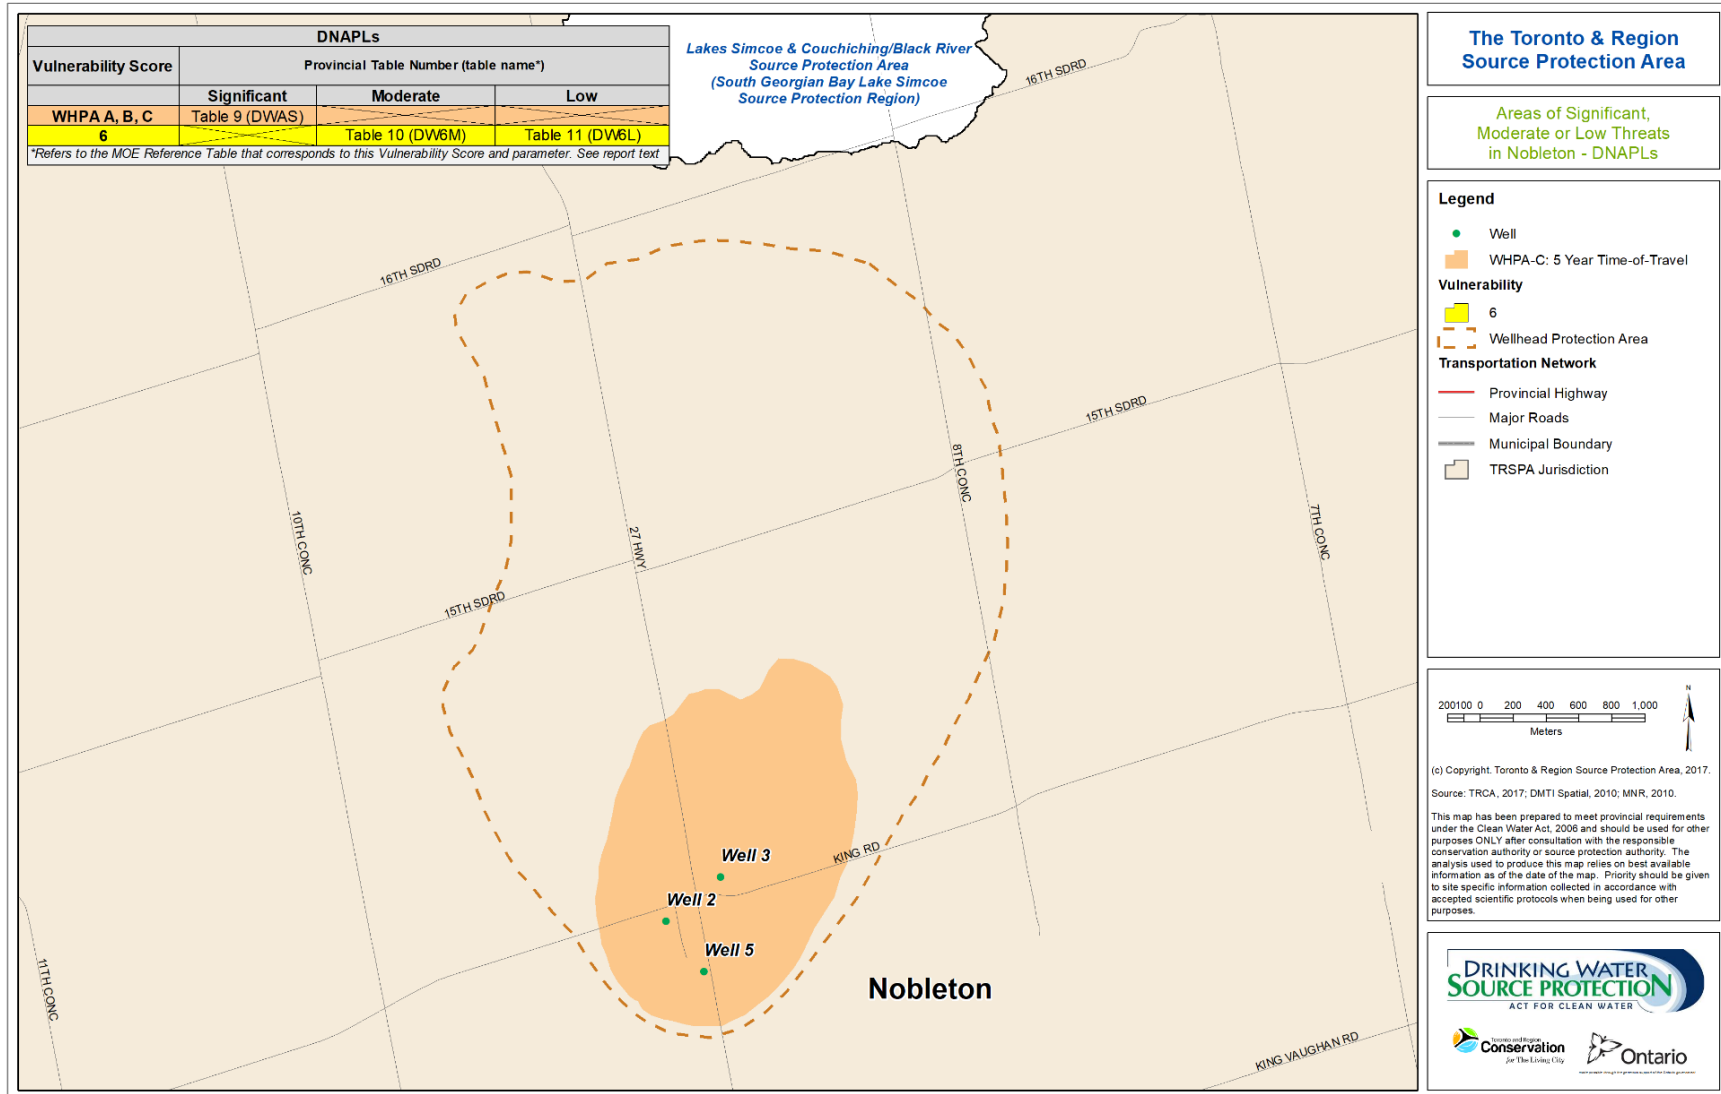 DNAPLs
Vulnerability Score
Provincial Table Number (table name*)
Significant
Moderate
Low
WHPA A, B, C
Table 9 (DWAS)
6
Table 10 (DW6M)
Table 11 (DW6L)
*Refers to the MOE Reference Table that corresponds to this Vulnerability Score and parameter. See report text
Lakes Simcoe & Couchiching/Black River
Source Protection Area
(South Georgian Bay Lake Simcoe
Source Protection Region)
16TH SDRD
16TH SDRD
15TH SDRD
8TH CONC
10TH CONC
27 HWY
7TH CONC
15TH SDRD
Well 3
KING RD
Well 2
Well 5
11TH CONC
Nobleton
KING VAUGHAN RD
The Toronto & Region
Source Protection Area
Areas of Significant,
Moderate or Low Threats
in Nobleton - DNAPLs
Legend
Well
WHPA-C: 5 Year Time-of-Travel
Vulnerability
6
Wellhead Protection Area
Transportation Network
Provincial Highway
Major Roads
Municipal Boundary
TRSPA Jurisdiction
N
200100 0 200 400 600 800 1,000
Meters
(c) Copyright. Toronto & Region Source Protection Area, 2017.
Source: TRCA, 2017; DMTI Spatial, 2010; MNR, 2010.
This map has been prepared to meet provincial requirements
under the Clean Water Act, 2006 and should be used for other
purposes ONLY after consultation with the responsible
conservation authority or source protection authority. The
analysis used to produce this map relies on best available
information as of the date of the map. Priority should be given
to site specific information collected in accordance with
accepted scientific protocols when being used for other
purposes.
DRINKING WATER
SOURCE PROTECTION
ACT FOR CLEAN WATER
Toronto and Region
Conservation
for The Living City
Ontario